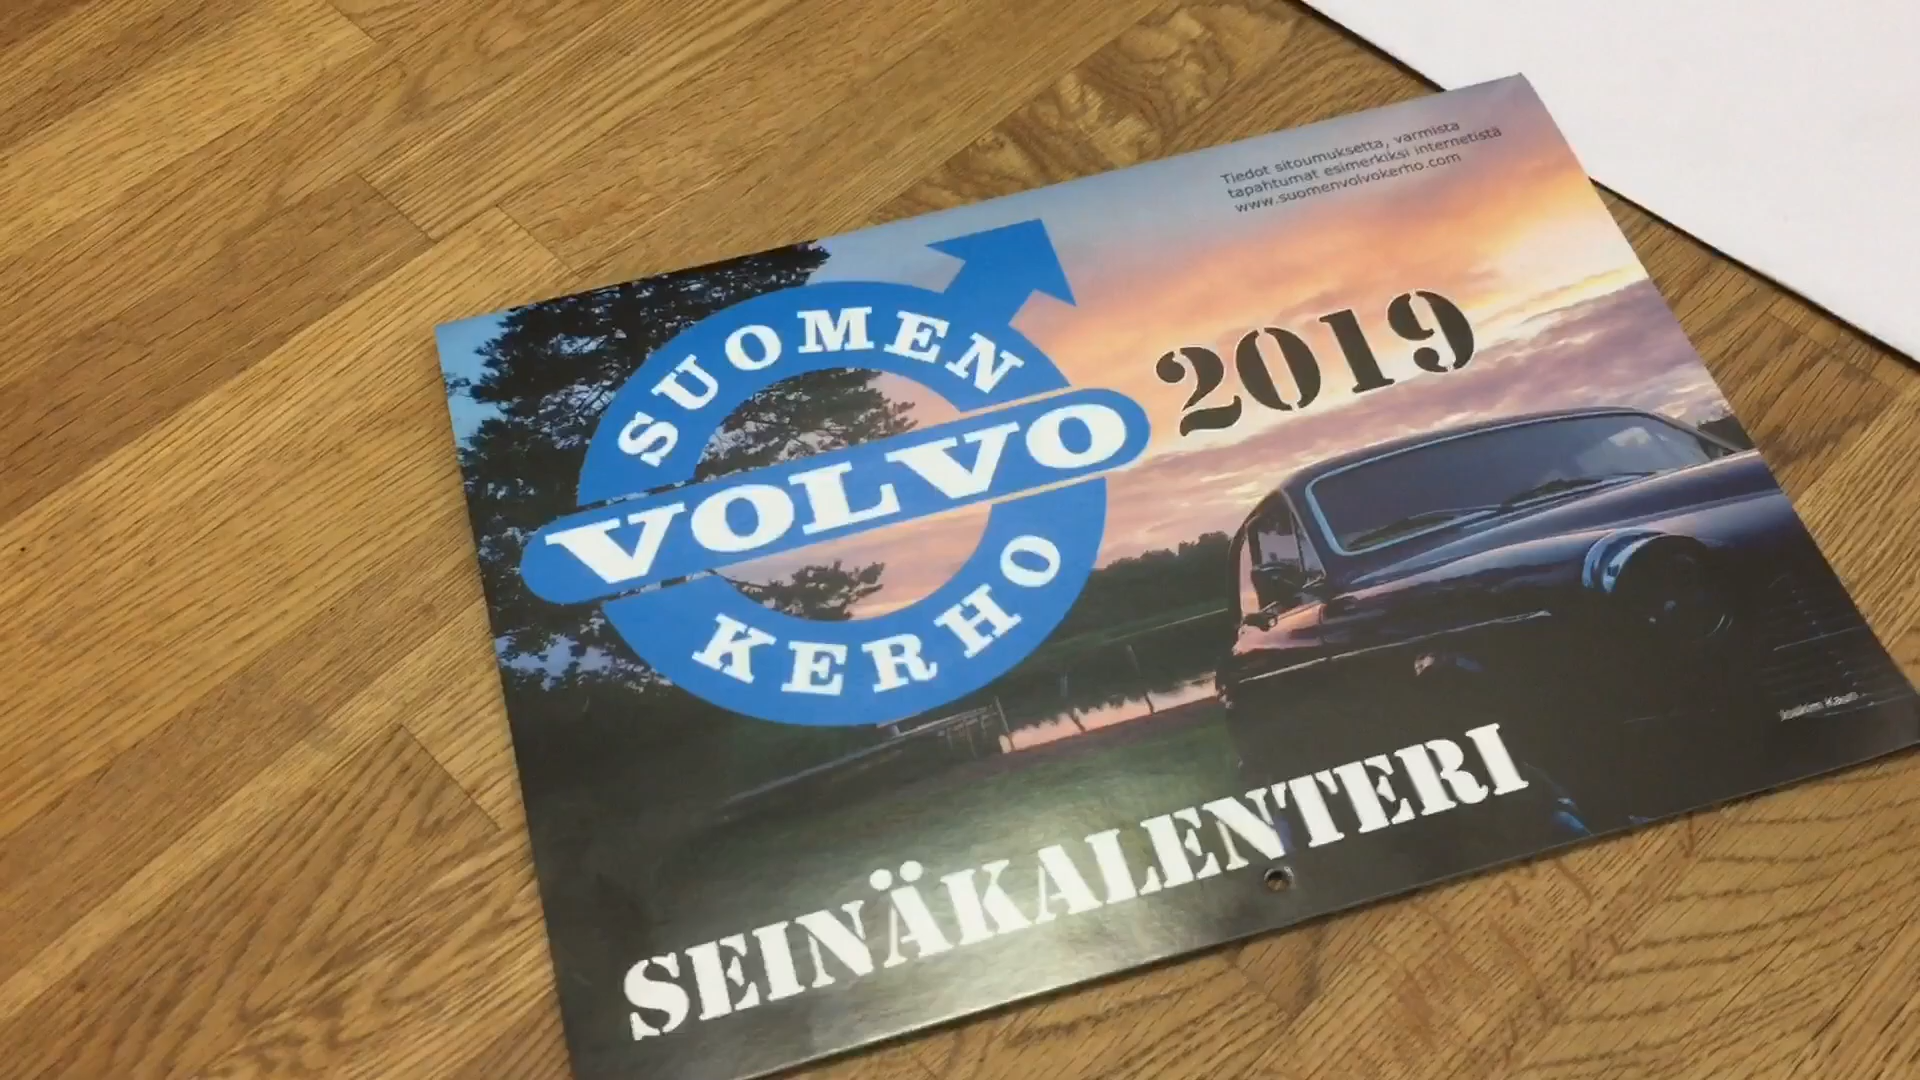 Tiedot sitoumuksetta, varmista
tapahtumat esimerkiksi internetistä
www.suomenvolvokerho.com
SUOMEN
VOLVO
KERHO
2019
SEINÄKALENTERI